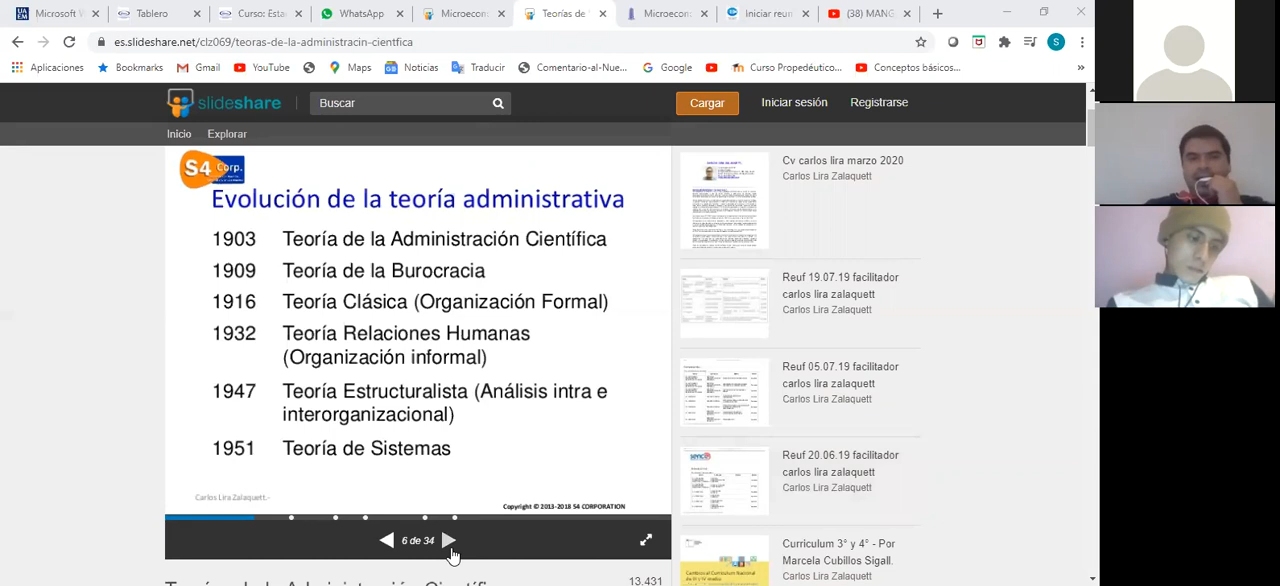 Microsoft W
Tablero
Curso: Esta
WhatsApp
Microecon
Teorías de
Microecon
Iniciar reun
(38) MANG
es.slideshare.net/clz069/teoras-de-la-administracin-cientfica
S
Aplicaciones
Bookmarks
Gmail
YouTube
Maps
Noticias
Traducir
Comentario-al-Nue...
Google
Curso Propedéutico...
Conceptos básicos...
slideshare
Buscar
Cargar
Iniciar sesión
Registrarse
Inicio
Explorar
S4 Corp.
Evolución de la teoría administrativa
1903 Teoría de la Administración Científica
1909 Teoría de la Burocracia
1916 Teoría Clásica (Organización Formal)
1932 Teoría Relaciones Humanas
(Organización informal)
1947 Teoría Estructuralista (Análisis intra e
interorganizacional)
1951 Teoría de Sistemas
Carlos Lira Zalaquett.-
Copyright © 2013-2018 S4 CORPORATION
6 de 34
13.431
Cv carlos lira marzo 2020
Carlos Lira Zalaquett
Reuf 19.07.19 facilitador
carlos lira zalaquett
Carlos Lira Zalaquett
Reuf 05.07.19 facilitador
carlos lira zalaquett
Carlos Lira Zalaquett
Reuf 20.06.19 facilitador
carlos lira zalaquett
Carlos Lira Zalaquett
Curriculum 3° y 4° - Por
Marcela Cubillos Sigall.
Carlos Lira Zalaquett